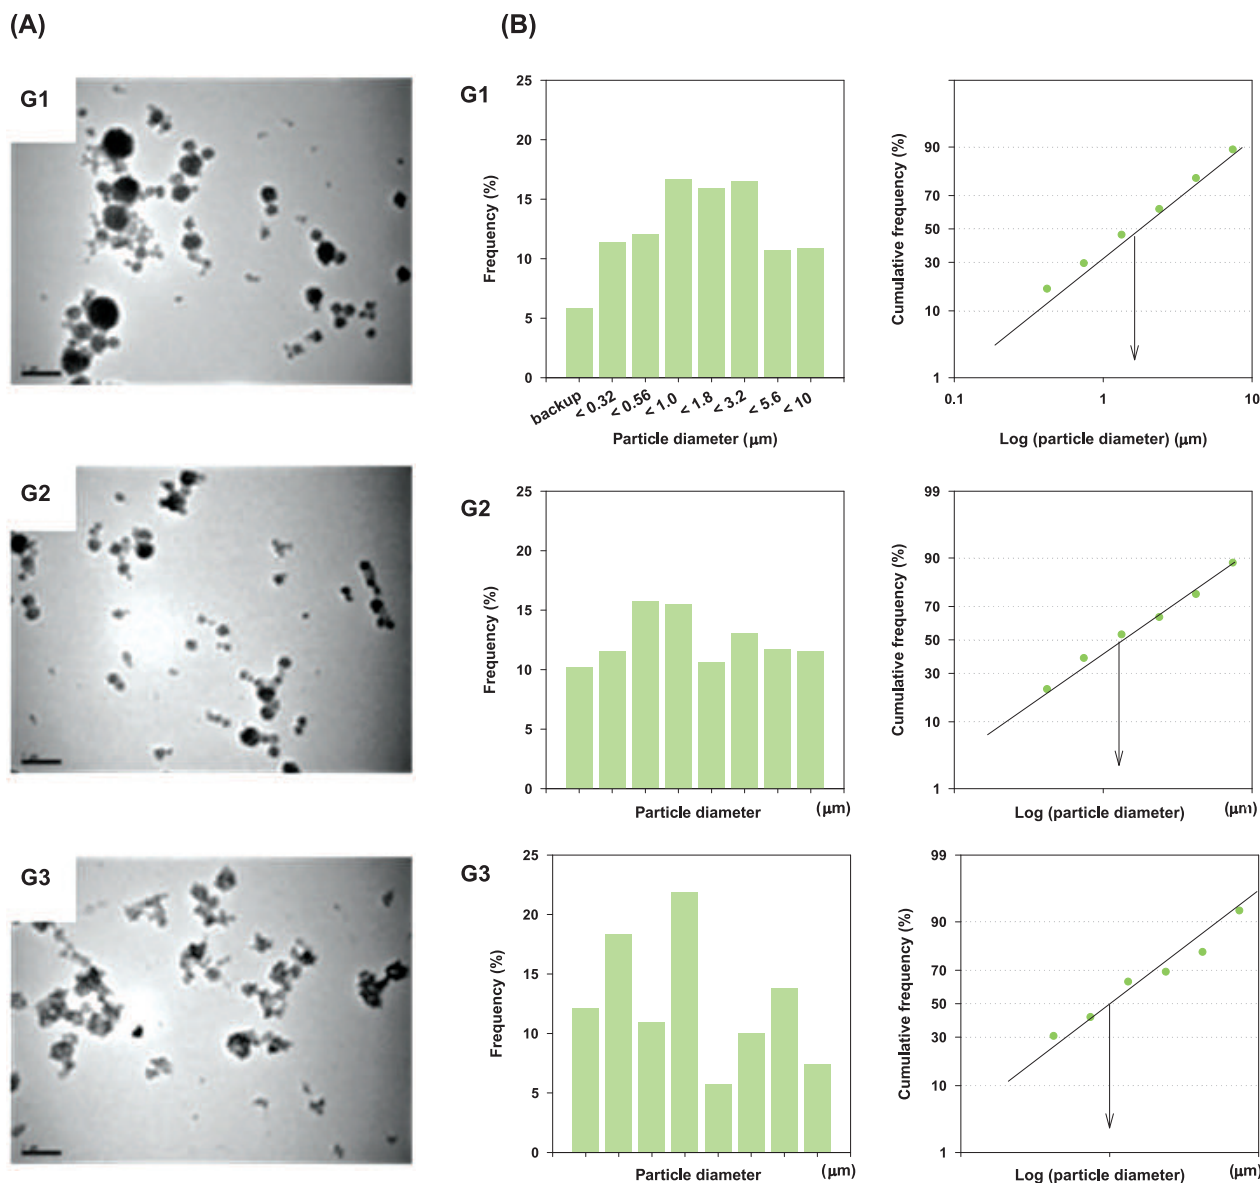 (A)
(B)
G1
G1
25
20
15
10
5
0
Frequency (%)
backup
< 0.32
< 0.56
< 1.0
< 1.8
< 3.2
< 5.6
< 10
Particle diameter (μm)
90
70
50
30
10
1
Cumulative frequency (%)
0.1
1
10
Log (particle diameter) (μm)
G2
G2
25
20
15
10
5
0
Frequency (%)
Particle diameter
(μm)
99
90
70
50
30
10
1
Cumulative frequency (%)
Log (particle diameter)
(μm)
G3
G3
25
20
15
10
5
0
Frequency (%)
Particle diameter
(μm)
99
90
70
50
30
10
1
Cumulative frequency (%)
Log (particle diameter)
(μm)